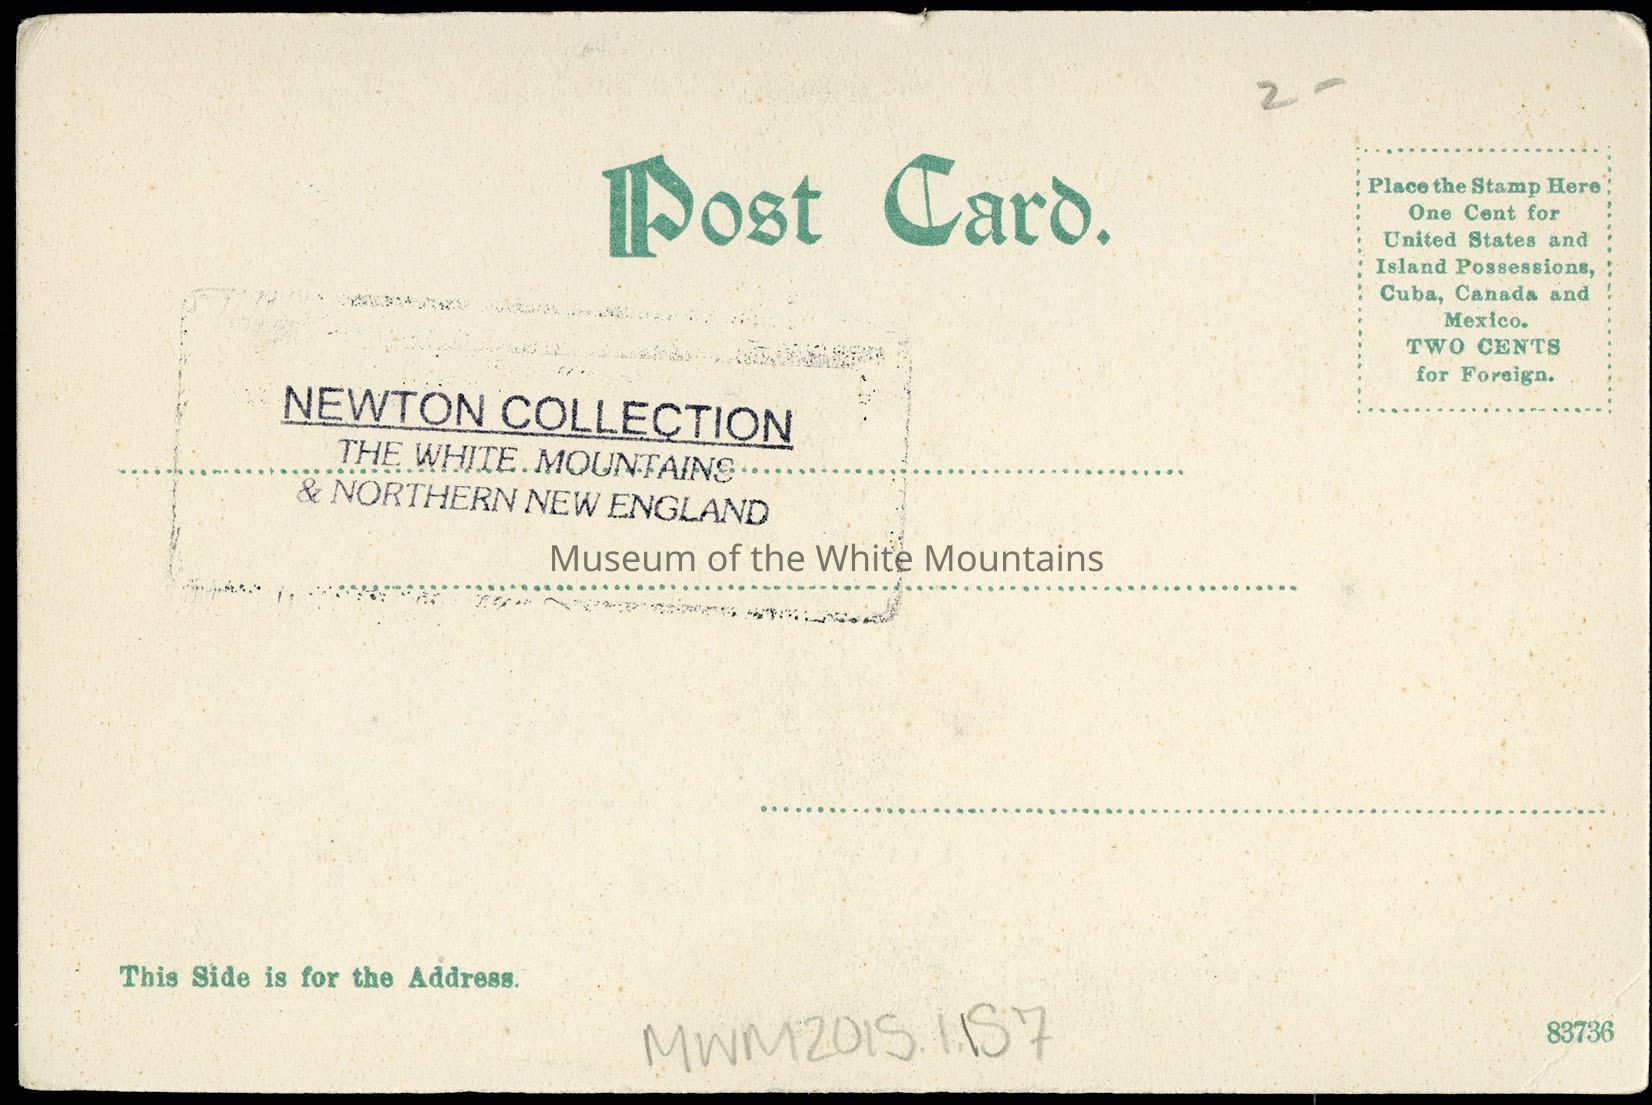 2 -
Post Card.
Place the Stamp Here
One Cent for
United States and
Island Possessions,
Cuba, Canada and
Mexico.
TWO CENTS
for Foreign.
NEWTON COLLECTION
THE WHITE MOUNTAINS
& NORTHERN NEW ENGLAND
Museum of the White Mountains
This Side is for the Address.
MWM2015.1.157
83736